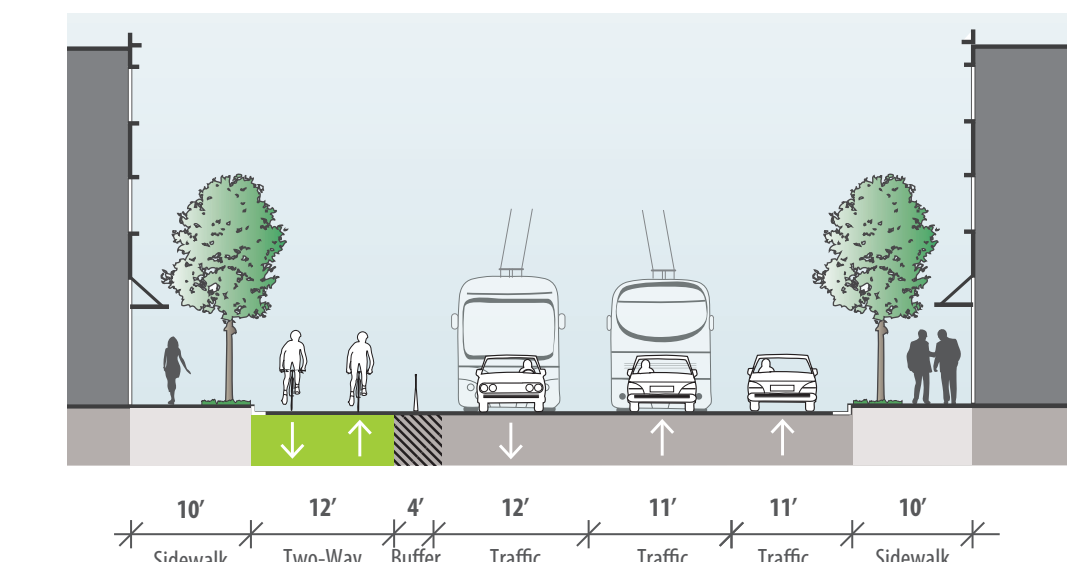 10′ 12′ 4′ 12′ 11′ 11′ 10′
Sidewalk Two-Way Buffer Traffic Traffic Traffic Sidewalk